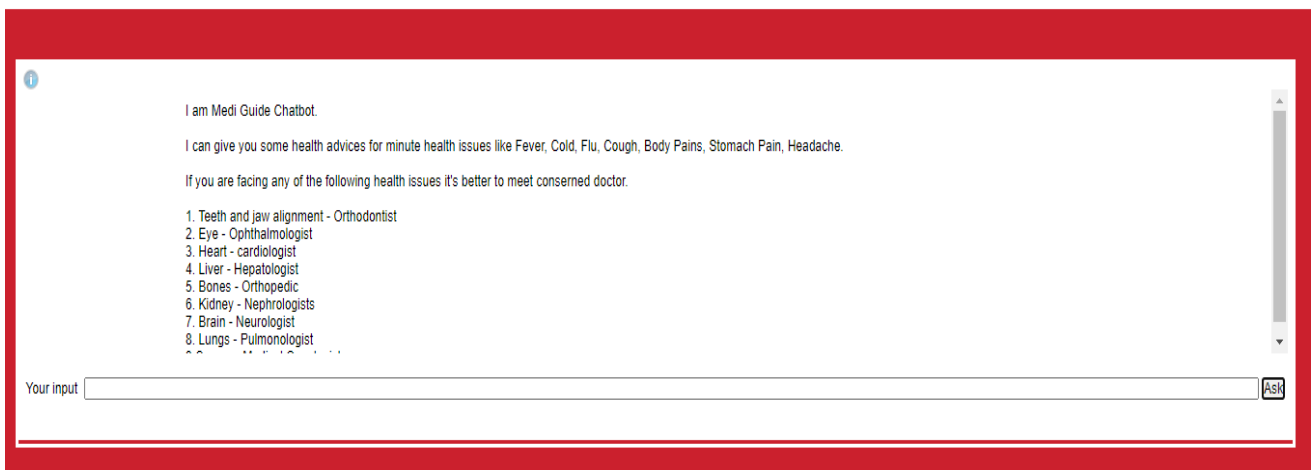 I am Medi Guide Chatbot.
I can give you some health advices for minute health issues like Fever, Cold, Flu, Cough, Body Pains, Stomach Pain, Headache.
If you are facing any of the following health issues it's better to meet conserned doctor.
1. Teeth and jaw alignment - Orthodontist
2. Eye - Ophthalmologist
3. Heart - cardiologist
4. Liver - Hepatologist
5. Bones - Orthopedic
6. Kidney - Nephrologists
7. Brain - Neurologist
8. Lungs - Pulmonologist
Your input
Ask